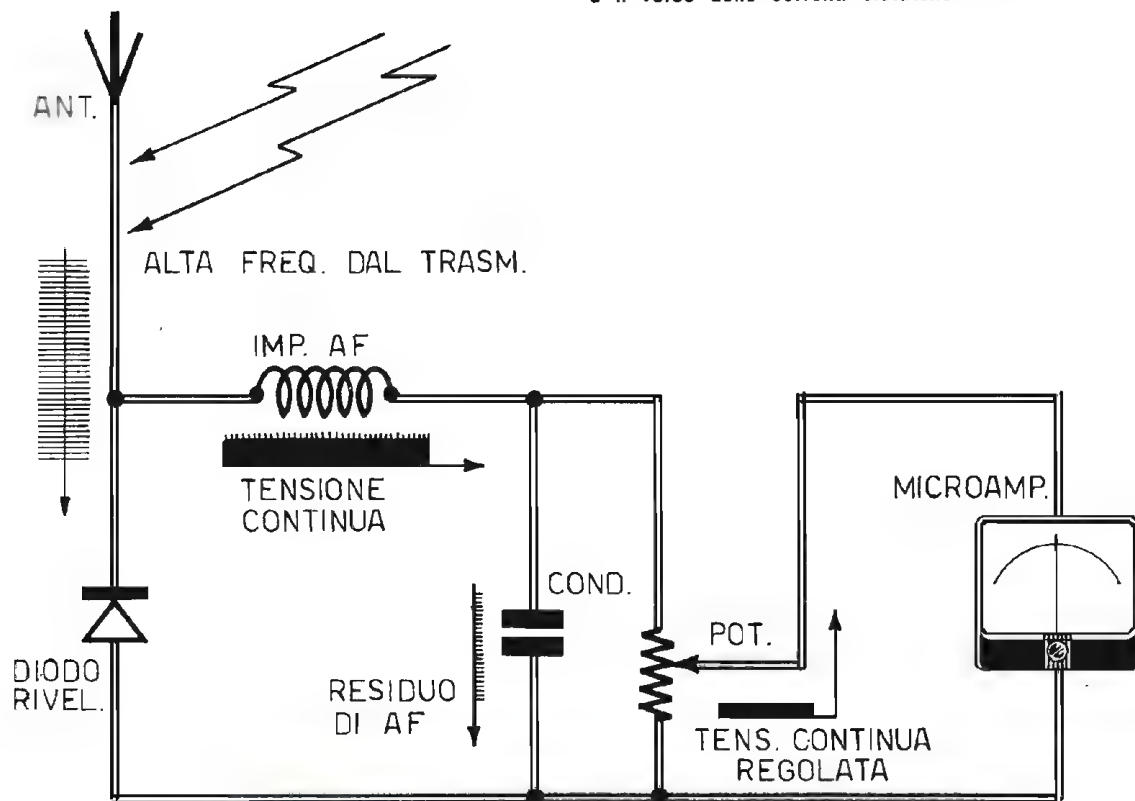 ANT.
ALTA FREQ. DAL TRASM.
IMP. AF
TENSIONE
CONTINUA
MICROAMP.
COND.
POT.
DIODO
RIVEL.
RESIDUO
DI AF
TENS. CONTINUA
REGOLATA